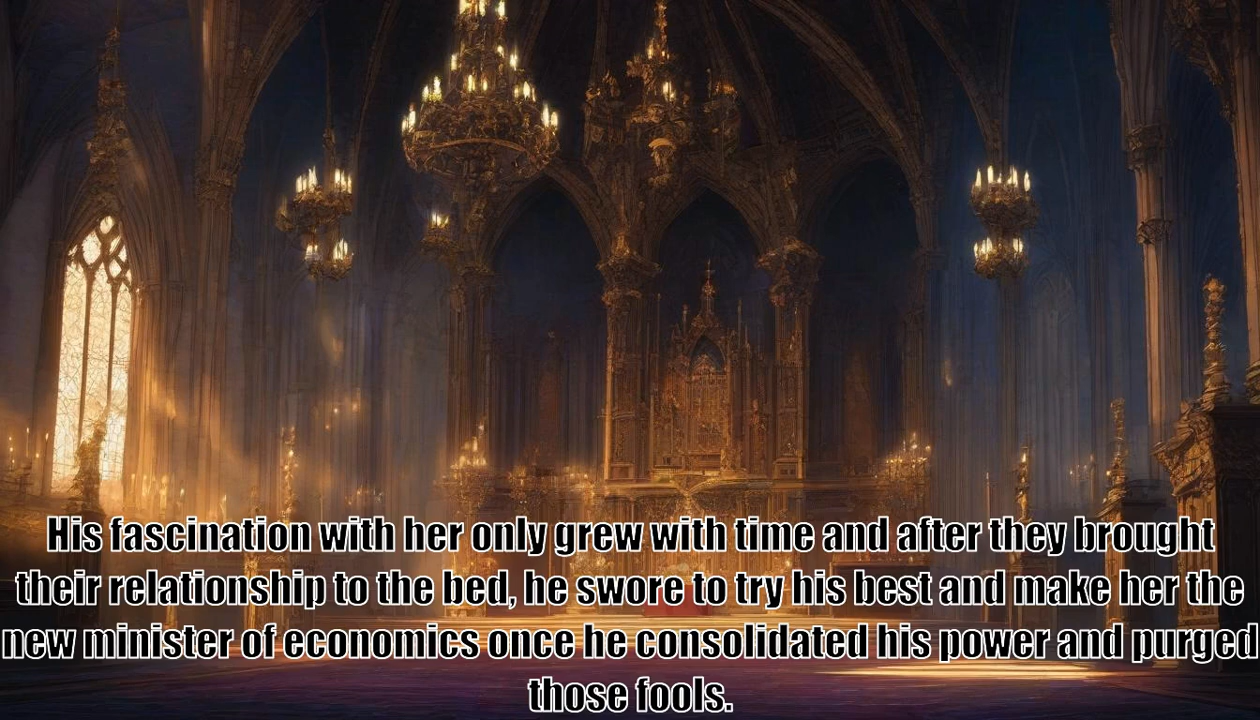 His fascination with her only grew with time and after they brought
their relationship to the bed, he swore to try his best and make her the
new minister of economics once he consolidated his power and purged
those fools.